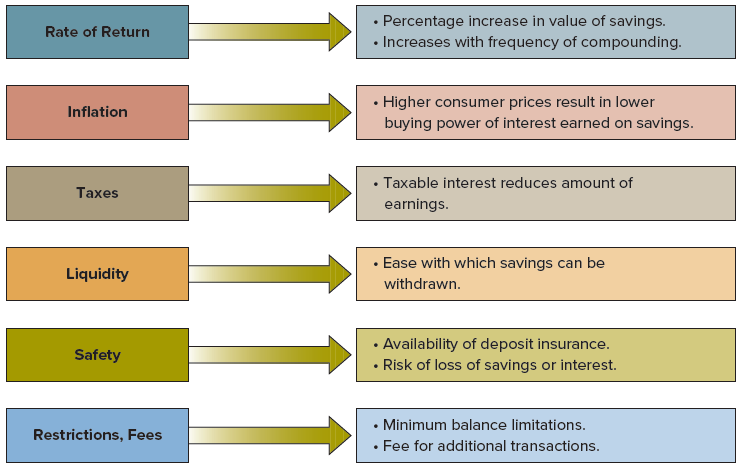 Rate of Return
• Percentage increase in value of savings.
• Increases with frequency of compounding.
Inflation
• Higher consumer prices result in lower
buying power of interest earned on savings.
Taxes
• Taxable interest reduces amount of
earnings.
Liquidity
• Ease with which savings can be
withdrawn.
Safety
• Availability of deposit insurance.
• Risk of loss of savings or interest.
Restrictions, Fees
• Minimum balance limitations.
• Fee for additional transactions.